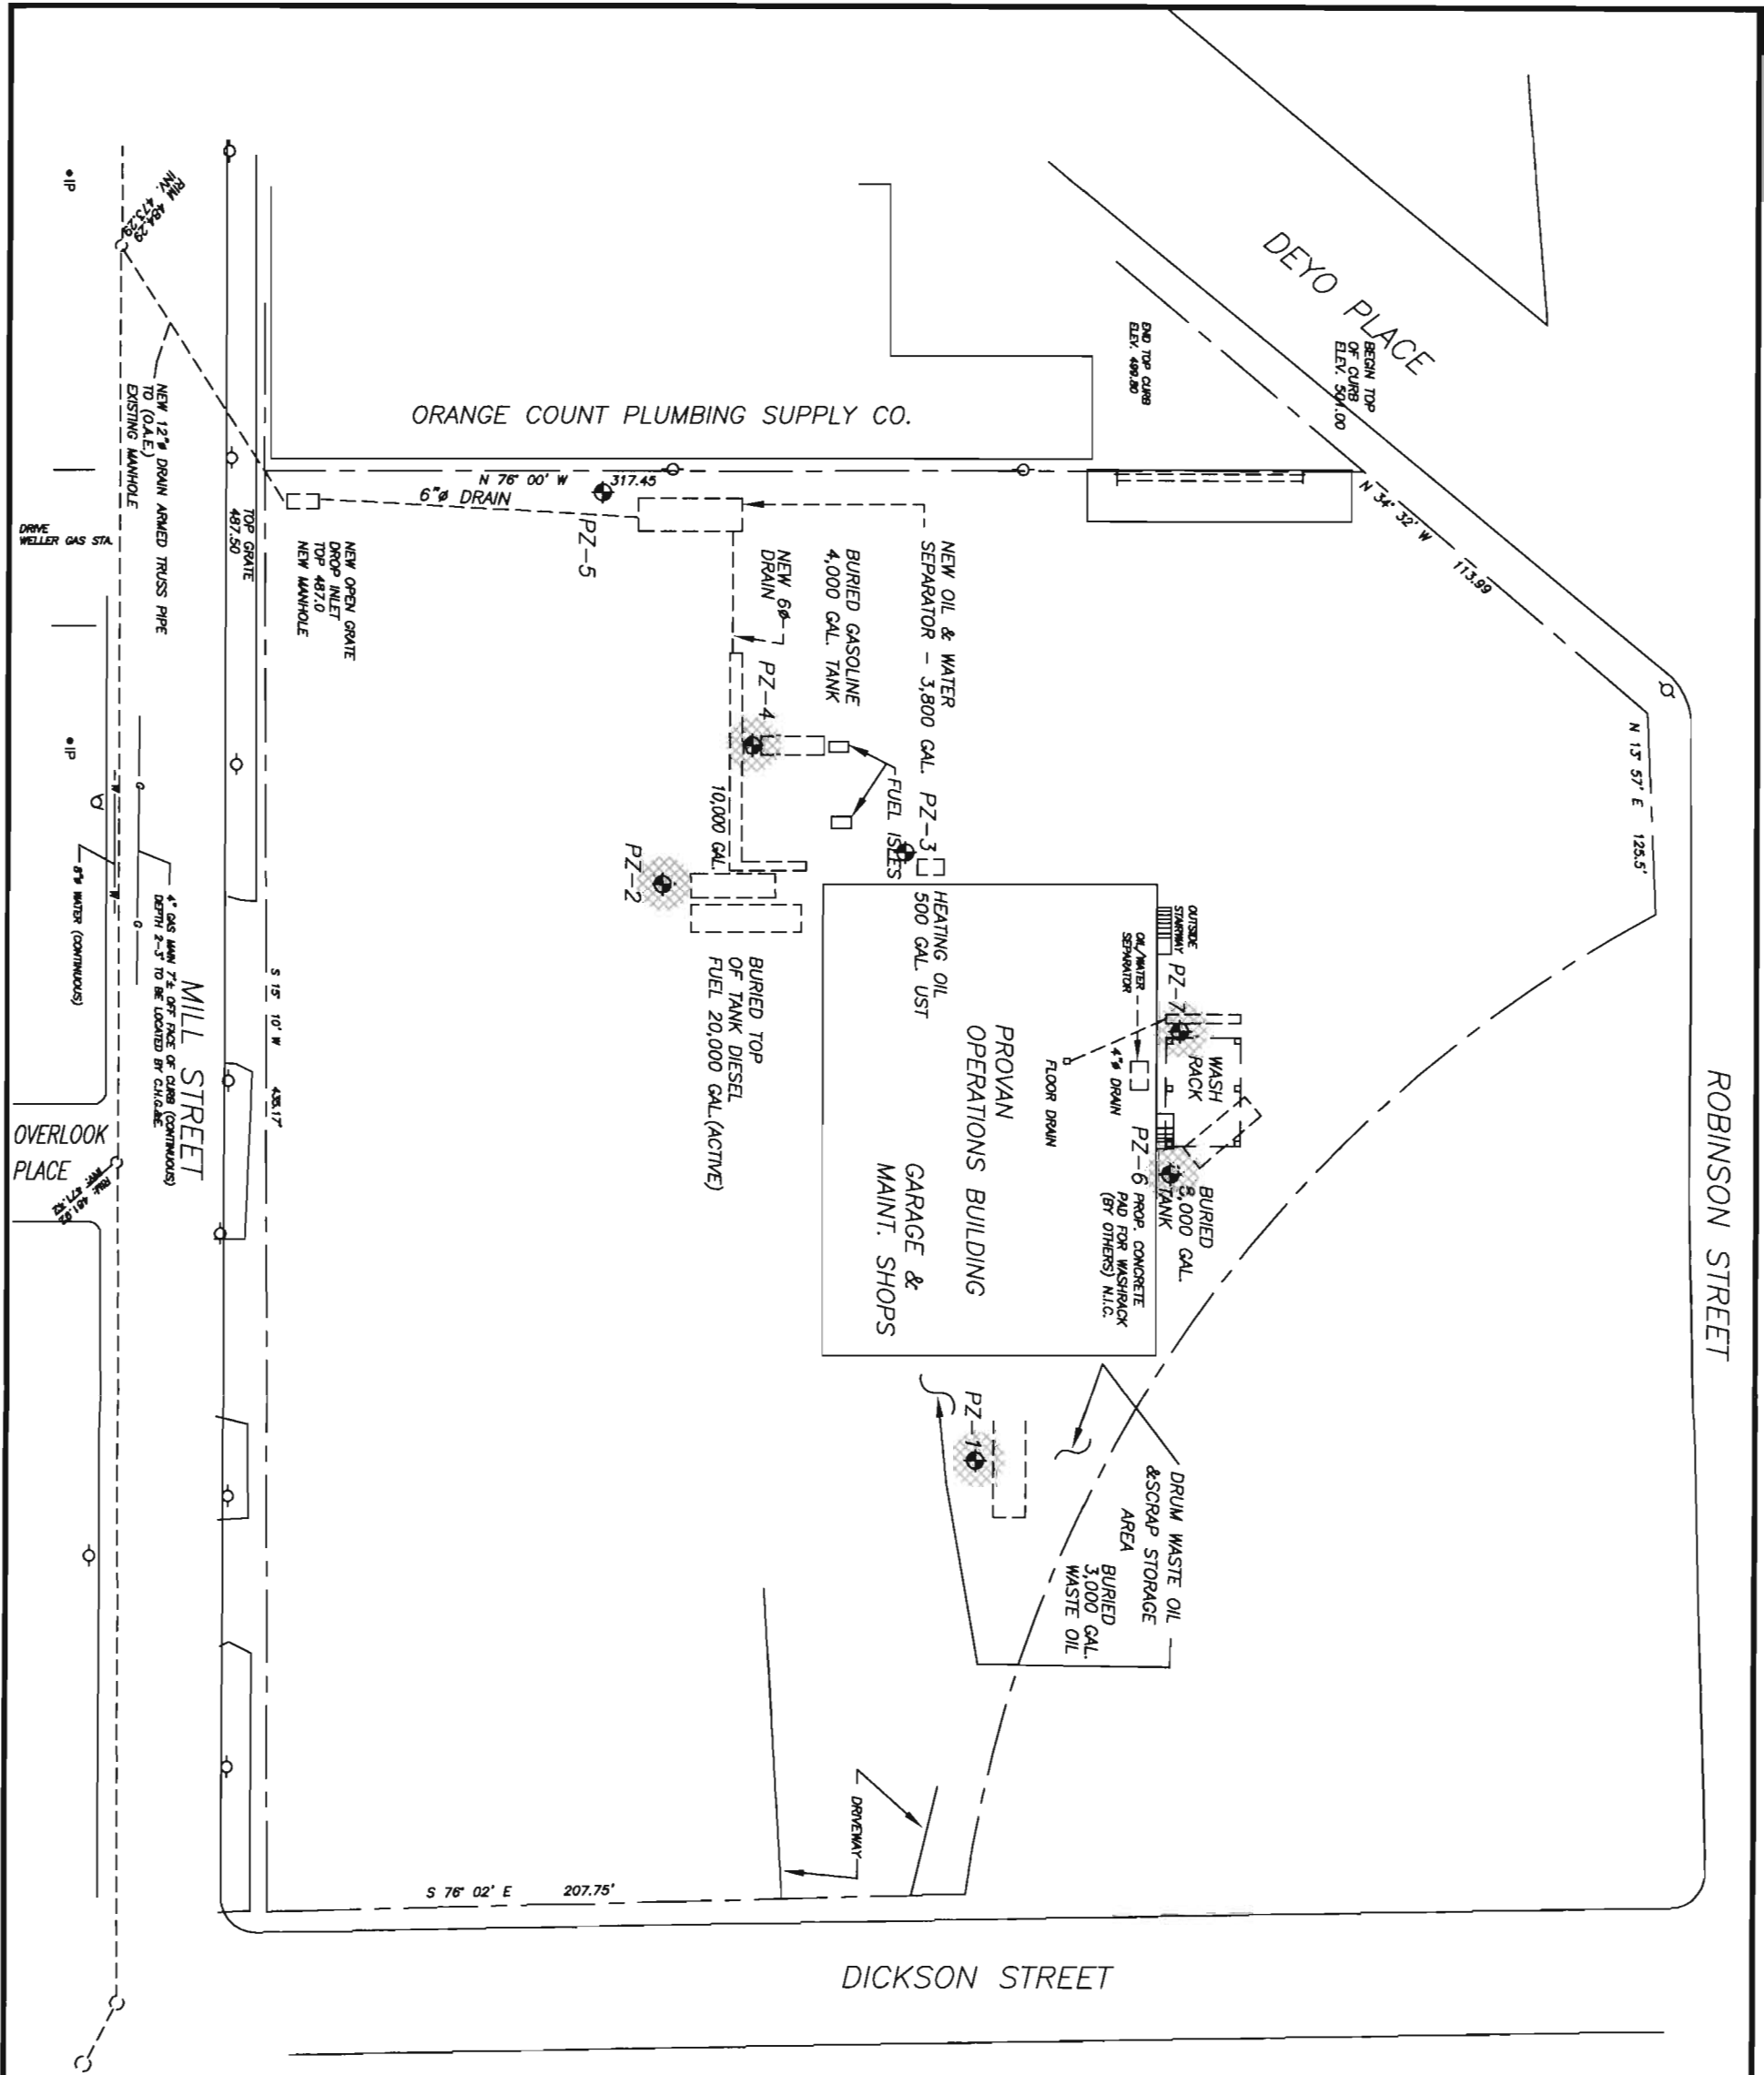 DEYO PLACE
BEGIN TOP
OF CURB
ELEV. 501.00
END TOP CURB
ELEV. 499.80
N 34° 32' W
113.99
N 13° 57' E 125.5'
ROBINSON STREET
ORANGE COUNT PLUMBING SUPPLY CO.
N 76° 00' W
317.45
6"ø DRAIN
PZ-5
•IP
RIM 484.29
INV. 473.29
NEW 12"ø DRAIN ARMED TRUSS PIPE
TO (O.A.E.)
EXISTING MANHOLE
TOP GRATE
487.50
NEW OPEN GRATE
DROP INLET
TOP 487.0
NEW MANHOLE
DRIVE
WELLER GAS STA.
NEW OIL & WATER
SEPARATOR - 3,800 GAL.
BURIED GASOLINE
4,000 GAL. TANK
NEW 6ø
DRAIN
PZ-4
PZ-3
FUEL ISLES
10,000 GAL.
PZ-2
HEATING OIL
500 GAL. UST
BURIED TOP
OF TANK DIESEL
FUEL 20,000 GAL.(ACTIVE)
OUTSIDE
STAIRWAY
OIL/WATER
SEPARATOR
PZ-7
WASH
RACK
4"ø DRAIN
FLOOR DRAIN
PZ-6
BURIED
8,000 GAL.
TANK
PROP. CONCRETE
PAD FOR WASHRACK
(BY OTHERS) N.I.C.
PROVAN
OPERATIONS BUILDING
GARAGE &
MAINT. SHOPS
PZ-1
DRUM WASTE OIL
&SCRAP STORAGE
AREA
BURIED
3,000 GAL.
WASTE OIL
•IP
G
G
W
W
8"ø WATER (CONTINUOUS)
4" GAS MAIN 7'± OFF FACE OF CURB (CONTINUOUS)
DEPTH 2-3' TO BE LOCATED BY C.H.G.&E.
MILL STREET
S 15° 10' W 435.17'
OVERLOOK
PLACE
DRIVEWAY
S 76° 02' E 207.75'
DICKSON STREET